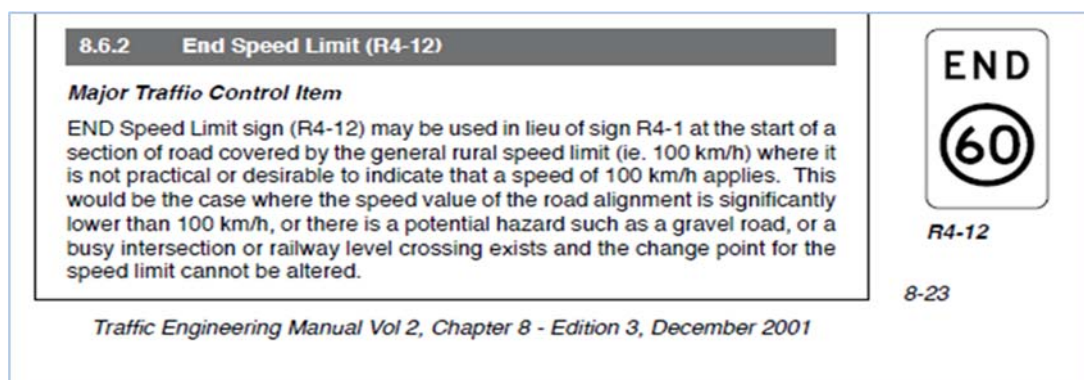 8.6.2 End Speed Limit (R4-12)
Major Traffic Control Item
END Speed Limit sign (R4-12) may be used in lieu of sign R4-1 at the start of a
section of road covered by the general rural speed limit (ie. 100 km/h) where it
is not practical or desirable to indicate that a speed of 100 km/h applies. This
would be the case where the speed value of the road alignment is significantly
lower than 100 km/h, or there is a potential hazard such as a gravel road, or a
busy intersection or railway level crossing exists and the change point for the
speed limit cannot be altered.
END
60
R4-12
8-23
Traffic Engineering Manual Vol 2, Chapter 8 - Edition 3, December 2001